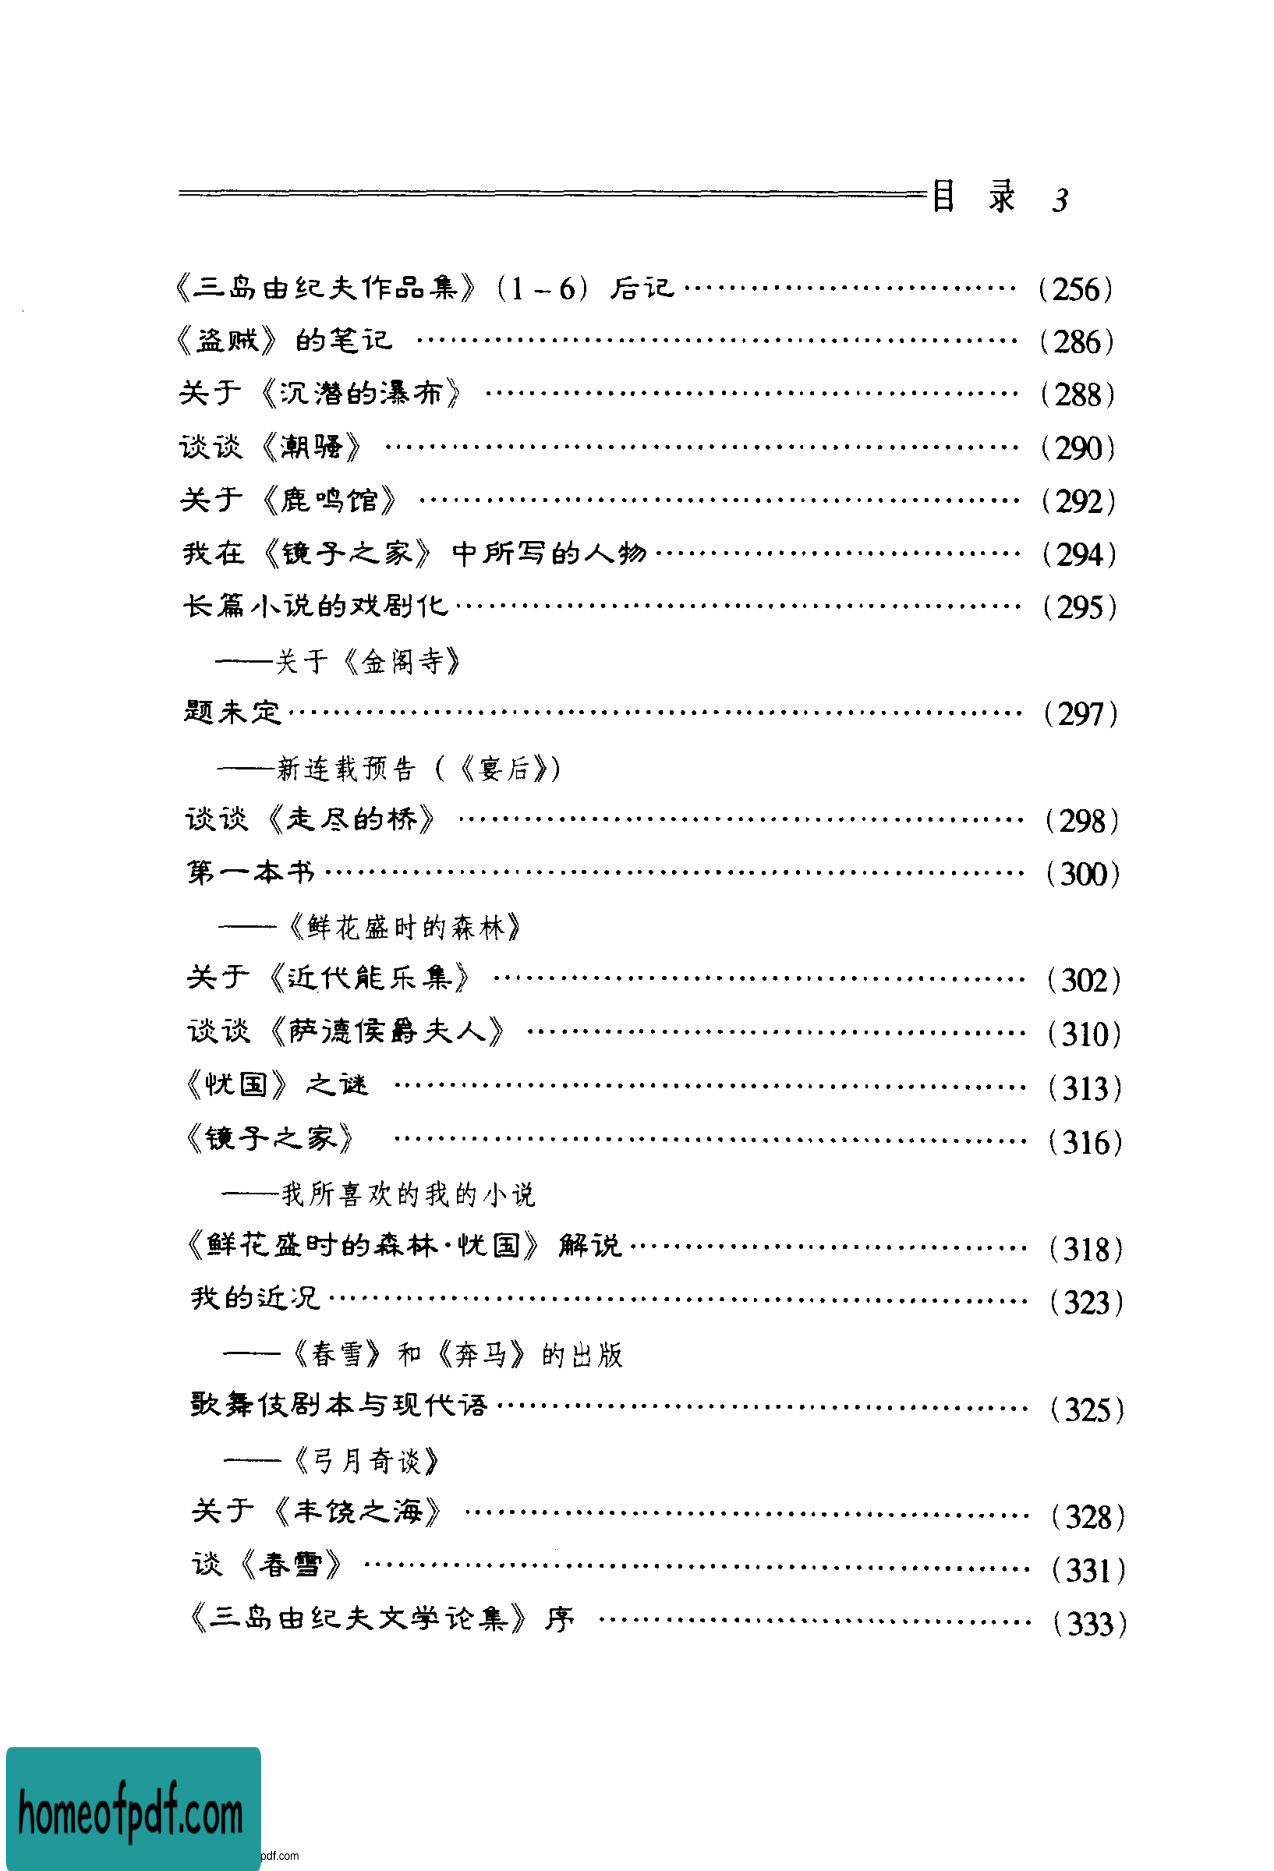 目 录 3
《三岛由纪夫作品集》(1-6) 后记…………………………(256)
《盗贼》的笔记 …………………………(286)
关于《沉潜的瀑布》 …………………………(288)
谈谈《潮骚》 …………………………(290)
关于《鹿鸣馆》 …………………………(292)
我在《镜子之家》中所写的人物…………………………(294)
长篇小说的戏剧化…………………………(295)
——关于《金阁寺》
题未定…………………………(297)
——新连载预告(《宴后》)
谈谈《走尽的桥》 …………………………(298)
第一本书…………………………(300)
——《鲜花盛时的森林》
关于《近代能乐集》 …………………………(302)
谈谈《萨德侯爵夫人》 …………………………(310)
《忧国》之谜 …………………………(313)
《镜子之家》 …………………………(316)
——我所喜欢的我的小说
《鲜花盛时的森林·忧国》解说…………………………(318)
我的近况…………………………(323)
——《春雪》和《奔马》的出版
歌舞伎剧本与现代语…………………………(325)
——《弓月奇谈》
关于《丰饶之海》 …………………………(328)
谈《春雪》 …………………………(331)
《三岛由纪夫文学论集》序 …………………………(333)
homeofpdf.com
pdf.com